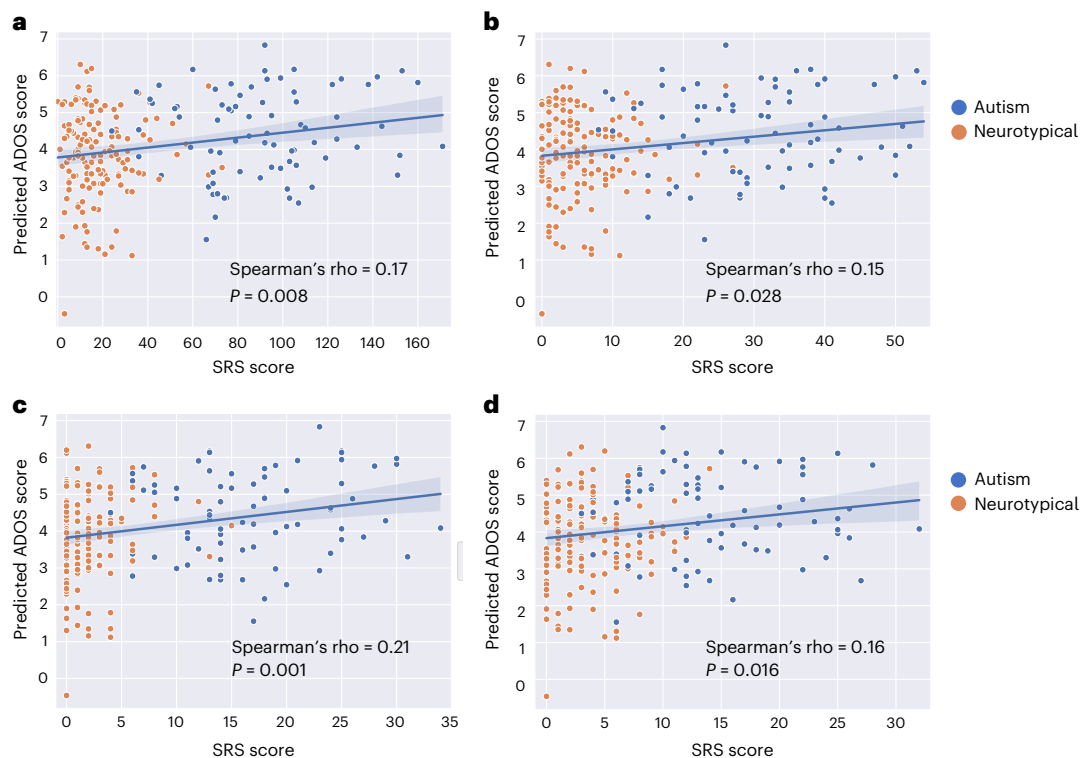 a
Predicted ADOS score
7
6
5
4
3
2
1
0
Spearman's rho = 0.17
P = 0.008
0 20 40 60 80 100 120 140 160
SRS score
b
Predicted ADOS score
7
6
5
4
3
2
1
0
Spearman's rho = 0.15
P = 0.028
0 10 20 30 40 50
SRS score
Autism
Neurotypical
c
Predicted ADOS score
7
6
5
4
3
2
1
0
Spearman's rho = 0.21
P = 0.001
0 5 10 15 20 25 30 35
SRS score
d
Predicted ADOS score
7
6
5
4
3
2
1
0
Spearman's rho = 0.16
P = 0.016
0 5 10 15 20 25 30
SRS score
Autism
Neurotypical